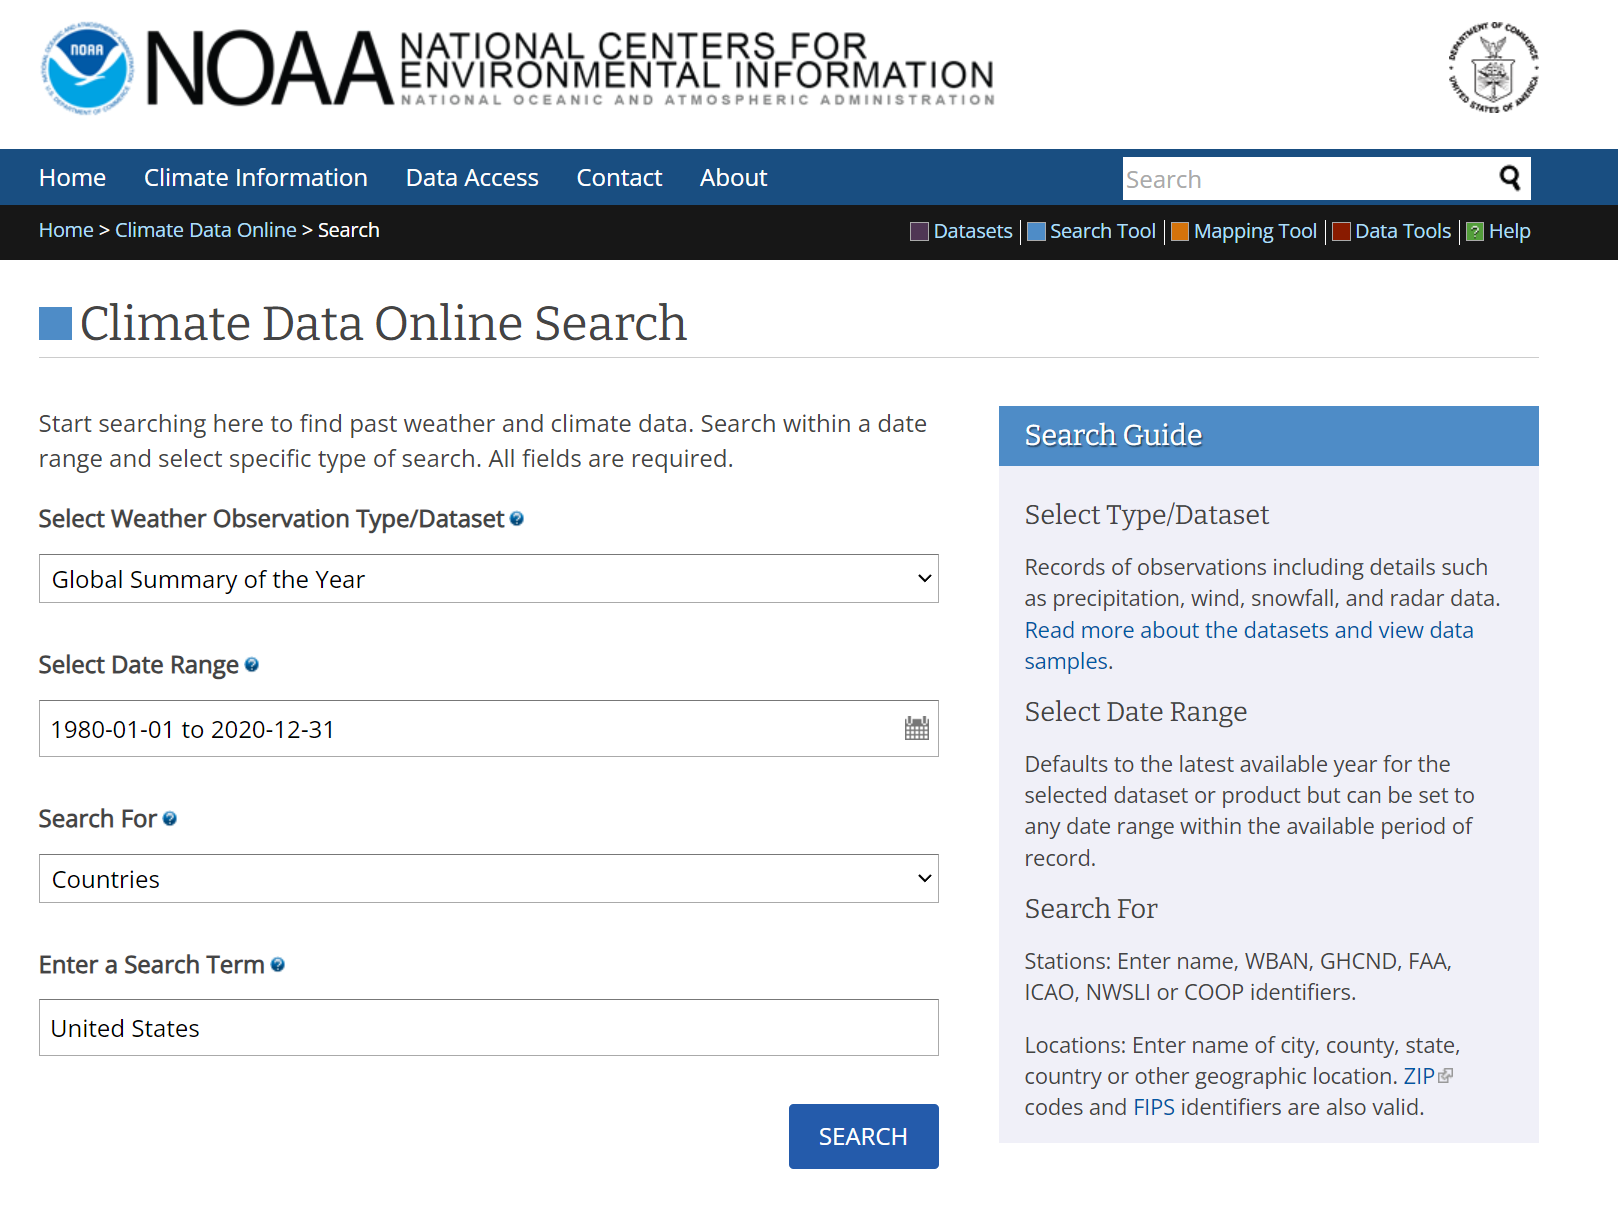 NOAA
NOAA
NATIONAL CENTERS FOR
ENVIRONMENTAL INFORMATION
NATIONAL OCEANIC AND ATMOSPHERIC ADMINISTRATION
DEPARTMENT OF COMMERCE
UNITED STATES OF AMERICA
Home Climate Information Data Access Contact About Search
Home > Climate Data Online > Search
Datasets Search Tool Mapping Tool Data Tools ? Help
Climate Data Online Search
Start searching here to find past weather and climate data. Search within a date
range and select specific type of search. All fields are required.
Select Weather Observation Type/Dataset ?
Global Summary of the Year
Select Date Range ?
1980-01-01 to 2020-12-31
Search For ?
Countries
Enter a Search Term ?
United States
SEARCH
Search Guide
Select Type/Dataset
Records of observations including details such
as precipitation, wind, snowfall, and radar data.
Read more about the datasets and view data
samples.
Select Date Range
Defaults to the latest available year for the
selected dataset or product but can be set to
any date range within the available period of
record.
Search For
Stations: Enter name, WBAN, GHCND, FAA,
ICAO, NWSLI or COOP identifiers.
Locations: Enter name of city, county, state,
country or other geographic location. ZIP
codes and FIPS identifiers are also valid.